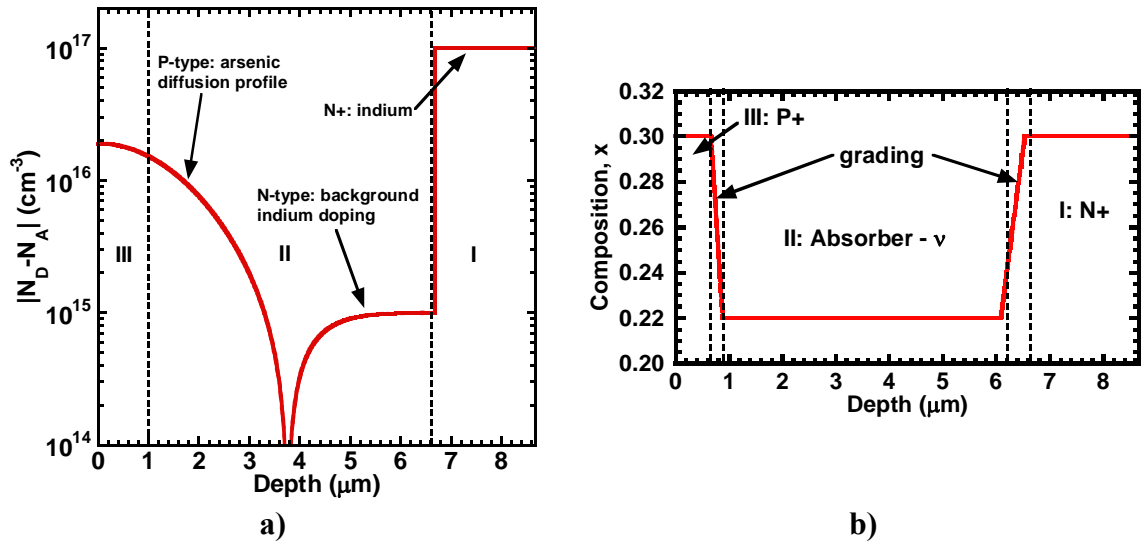 10^17
10^16
10^15
10^14
|N_D-N_A| (cm^-3)
P-type: arsenic
diffusion profile
N+: indium
N-type: background
indium doping
III
II
I
0 1 2 3 4 5 6 7 8
Depth (μm)
a)
0.32
0.30
0.28
0.26
0.24
0.22
0.20
Composition, x
III: P+
grading
I: N+
II: Absorber - ν
0 1 2 3 4 5 6 7 8
Depth (μm)
b)